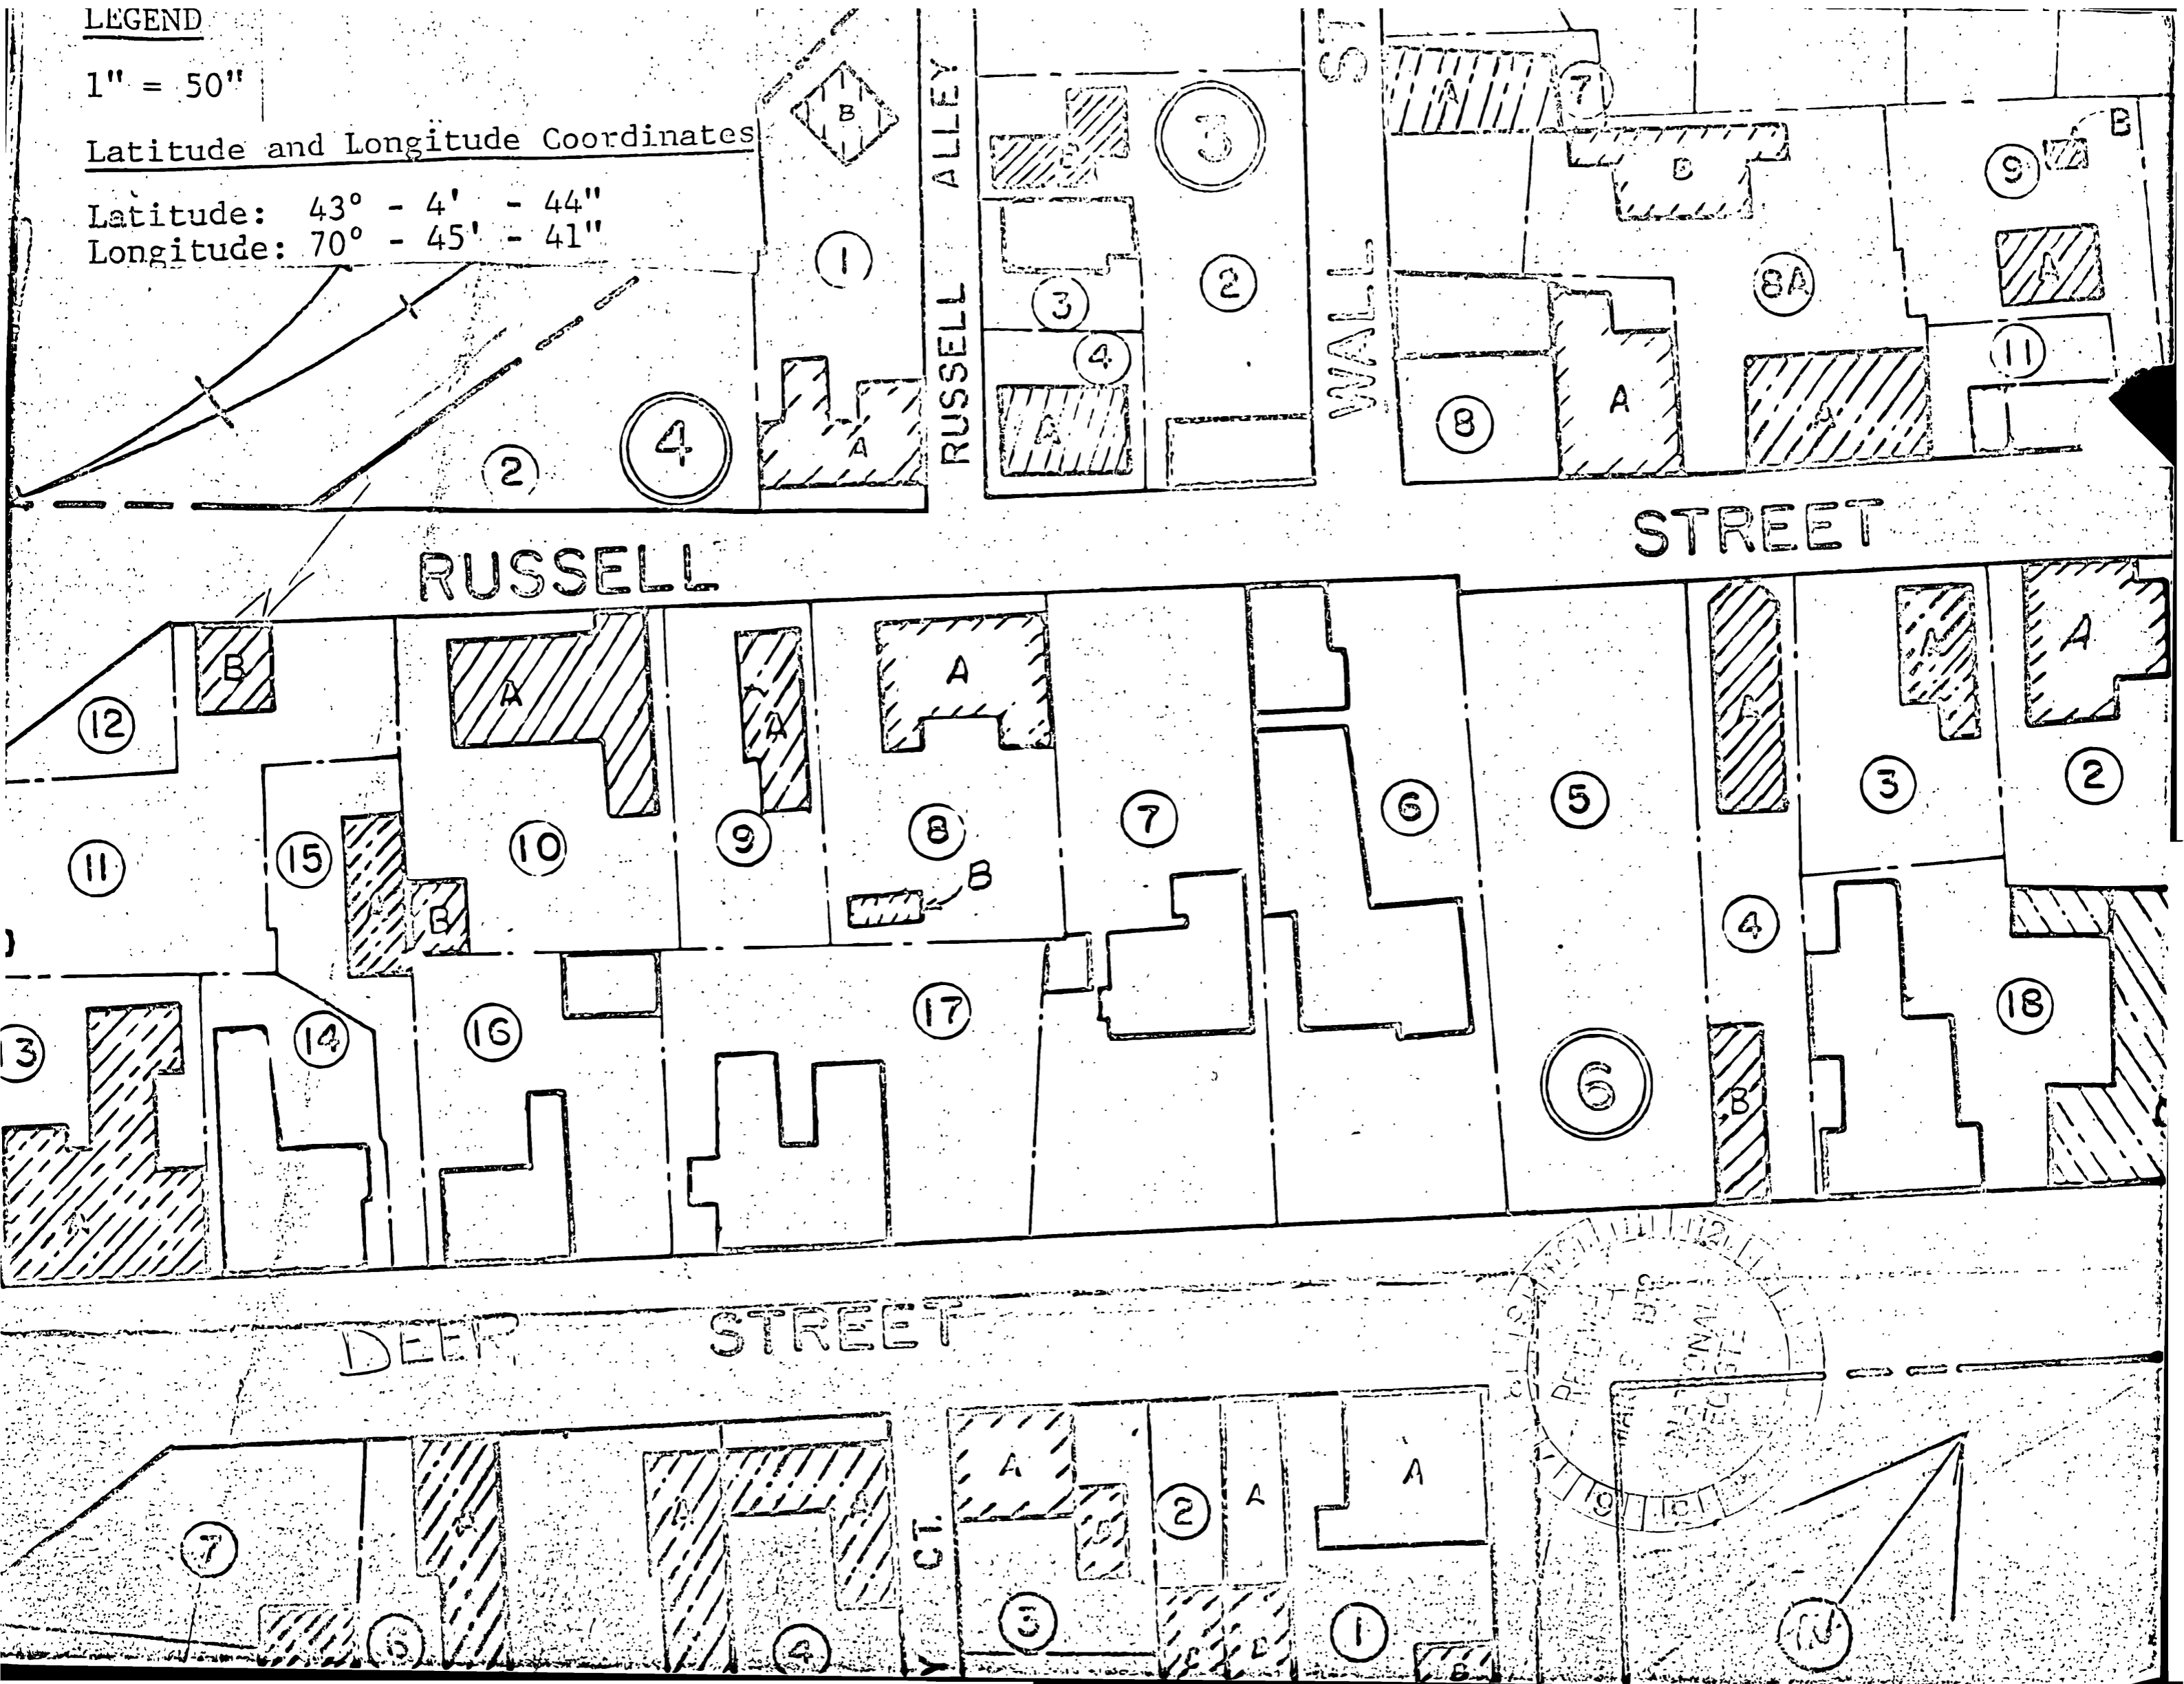 LEGEND
1" = 50"
Latitude and Longitude Coordinates
Latitude: 43° - 4' - 44"
Longitude: 70° - 45' - 41"
B
1
A
2
4
RUSSELL ALLEY
3
3
2
4
A
WALL ST
A
7
B
8A
8
A
A
9
B
A
11
RUSSELL STREET
12
B
11
15
A
A
10
B
A
9
A
8
B
7
6
5
A
4
B
A
3
A
2
13
A
14
16
17
6
18
DEER STREET
7
6
A
A
A
4
CT.
A
3
2
A
A
1
B
N